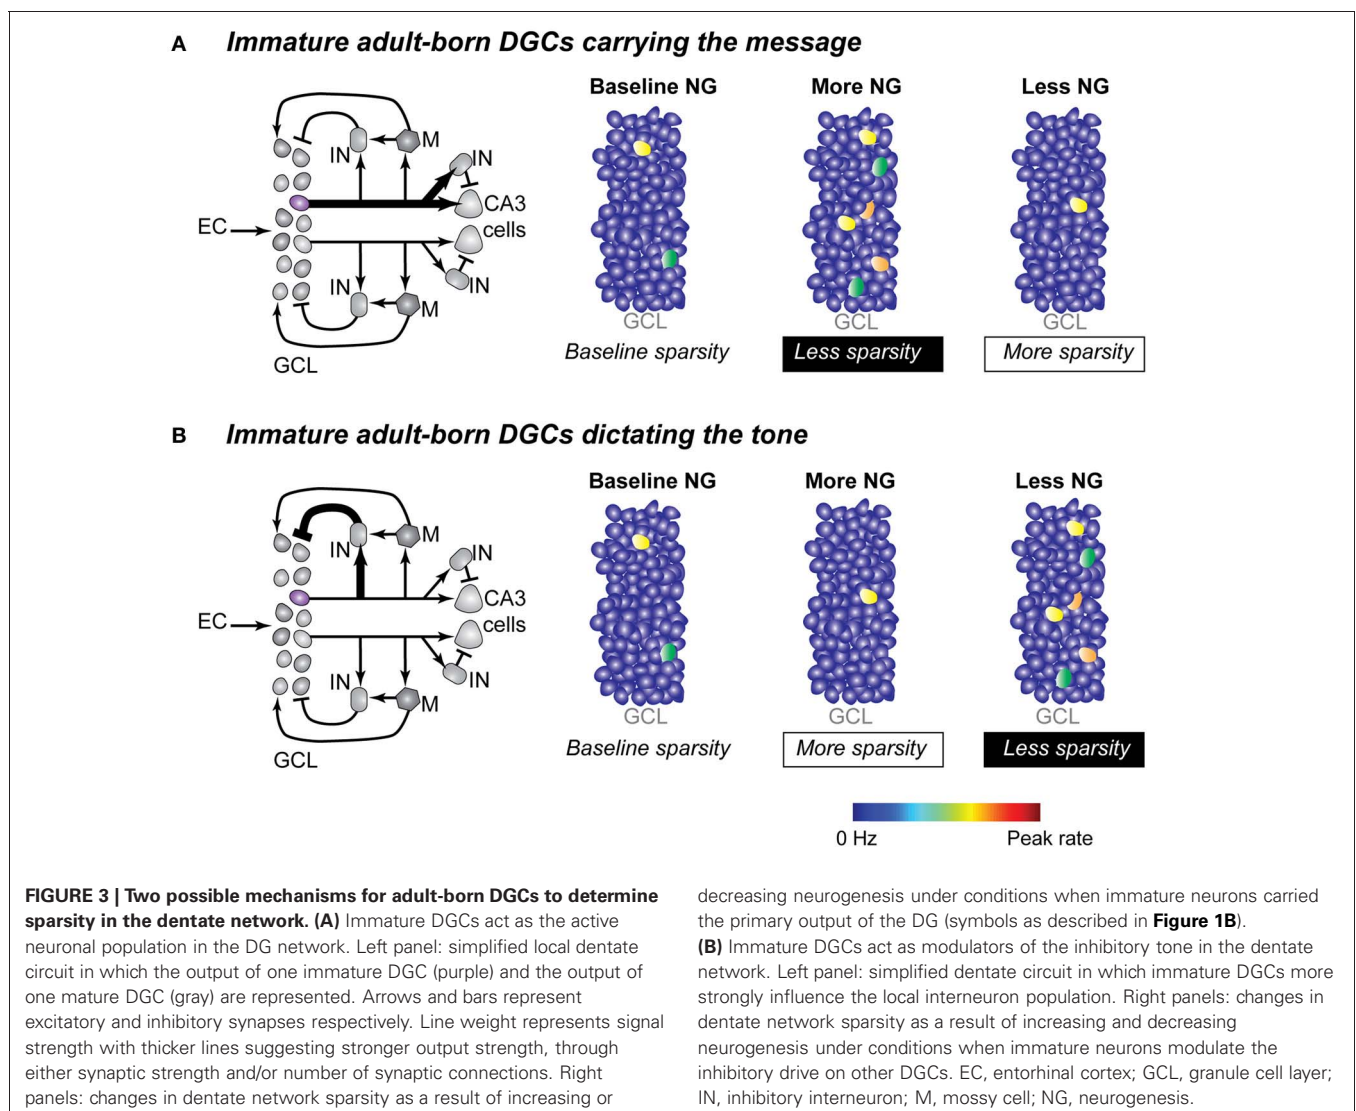 A Immature adult-born DGCs carrying the message
Baseline NG
More NG
Less NG
M
IN
IN
CA3
cells
EC
IN
IN
M
GCL
GCL
GCL
GCL
Baseline sparsity
Less sparsity
More sparsity
B Immature adult-born DGCs dictating the tone
Baseline NG
More NG
Less NG
M
IN
IN
CA3
cells
EC
IN
IN
M
GCL
GCL
GCL
GCL
Baseline sparsity
More sparsity
Less sparsity
0 Hz
Peak rate
FIGURE 3 | Two possible mechanisms for adult-born DGCs to determine
sparsity in the dentate network. (A) Immature DGCs act as the active
neuronal population in the DG network. Left panel: simplified local dentate
circuit in which the output of one immature DGC (purple) and the output of
one mature DGC (gray) are represented. Arrows and bars represent
excitatory and inhibitory synapses respectively. Line weight represents signal
strength with thicker lines suggesting stronger output strength, through
either synaptic strength and/or number of synaptic connections. Right
panels: changes in dentate network sparsity as a result of increasing or
decreasing neurogenesis under conditions when immature neurons carried
the primary output of the DG (symbols as described in Figure 1B).
(B) Immature DGCs act as modulators of the inhibitory tone in the dentate
network. Left panel: simplified dentate circuit in which immature DGCs more
strongly influence the local interneuron population. Right panels: changes in
dentate network sparsity as a result of increasing and decreasing
neurogenesis under conditions when immature neurons modulate the
inhibitory drive on other DGCs. EC, entorhinal cortex; GCL, granule cell layer;
IN, inhibitory interneuron; M, mossy cell; NG, neurogenesis.